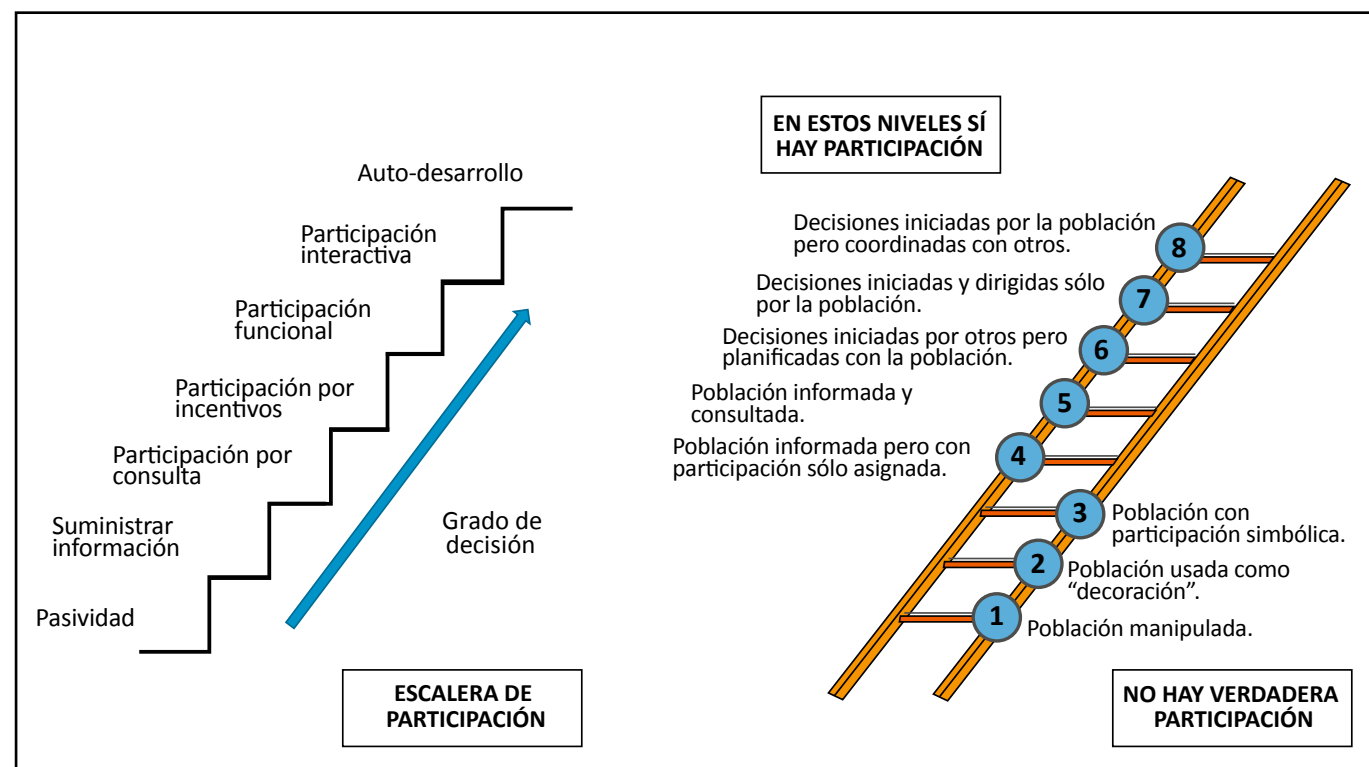 Auto-desarrollo
Participación
interactiva
Participación
funcional
Participación por
incentivos
Participación por
consulta
Suministrar
información
Pasividad
Grado de
decisión
ESCALERA DE
PARTICIPACIÓN
EN ESTOS NIVELES SÍ
HAY PARTICIPACIÓN
Decisiones iniciadas por la población
pero coordinadas con otros.
8
Decisiones iniciadas y dirigidas sólo
por la población.
7
Decisiones iniciadas por otros pero
planificadas con la población.
6
Población informada y
consultada.
5
Población informada pero con
participación sólo asignada.
4
3
Población con
participación simbólica.
2
Población usada como
“decoración”.
1
Población manipulada.
NO HAY VERDADERA
PARTICIPACIÓN